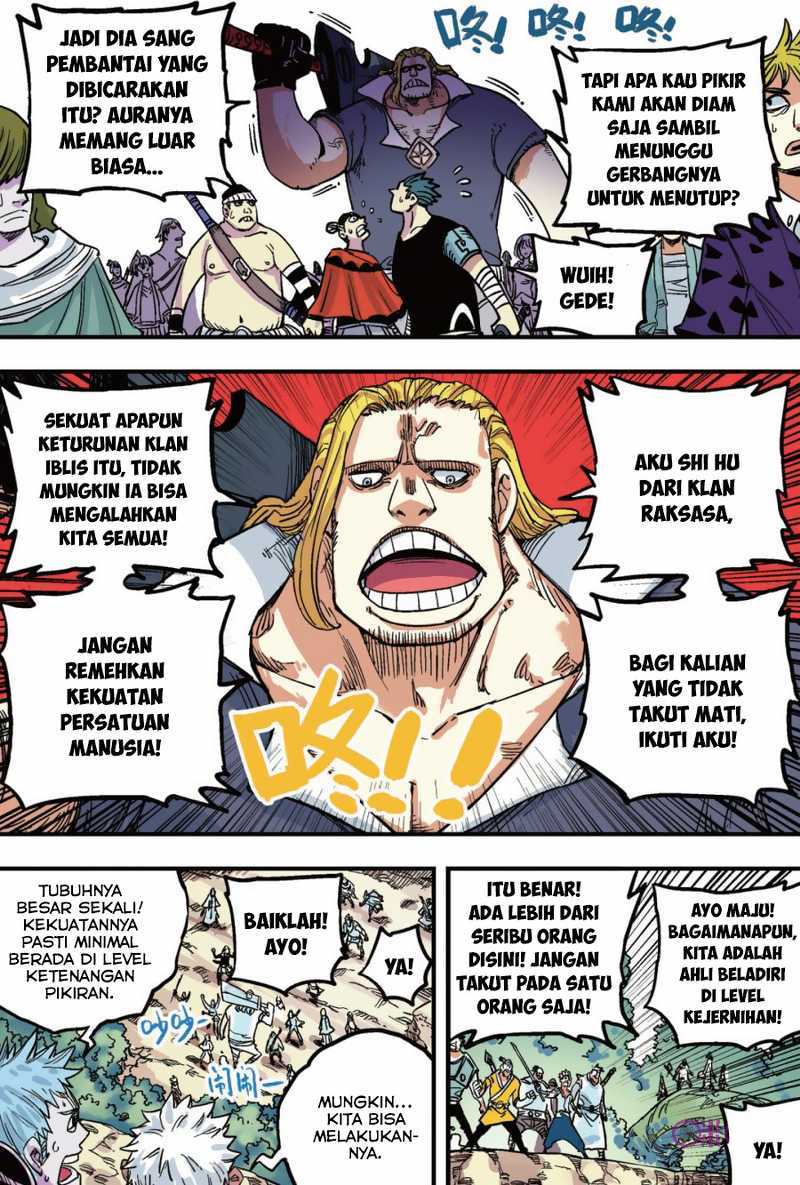 JADI DIA SANG
PEMBANTAI YANG
DIBICARAKAN
ITU? AURANYA
MEMANG LUAR
BIASA...
咚! 咚! 咚!
TAPI APA KAU PIKIR
KAMI AKAN DIAM
SAJA SAMBIL
MENUNGGU
GERBANGNYA
UNTUK MENUTUP?
WUIH!
GEDE!
SEKUAT APAPUN
KETURUNAN KLAN
IBLIS ITU, TIDAK
MUNGKIN IA BISA
MENGALAHKAN
KITA SEMUA!
AKU SHI HU
DARI KLAN
RAKSASA,
JANGAN
REMEHKAN
KEKUATAN
PERSATUAN
MANUSIA!
BAGI KALIAN
YANG TIDAK
TAKUT MATI,
IKUTI AKU!
咚!!
TUBUHNYA
BESAR SEKALI!
KEKUATANNYA
PASTI MINIMAL
BERADA DI LEVEL
KETENANGAN
PIKIRAN.
BAIKLAH!
AYO!
YA!
吵吵-
闹闹-
MUNGKIN...
KITA BISA
MELAKUKAN-
NYA.
ITU BENAR!
ADA LEBIH DARI
SERIBU ORANG
DISINI! JANGAN
TAKUT PADA SATU
ORANG SAJA!
AYO MAJU!
BAGAIMANAPUN,
KITA ADALAH
AHLI BELADIRI
DI LEVEL
KEJERNIHAN!
YA!